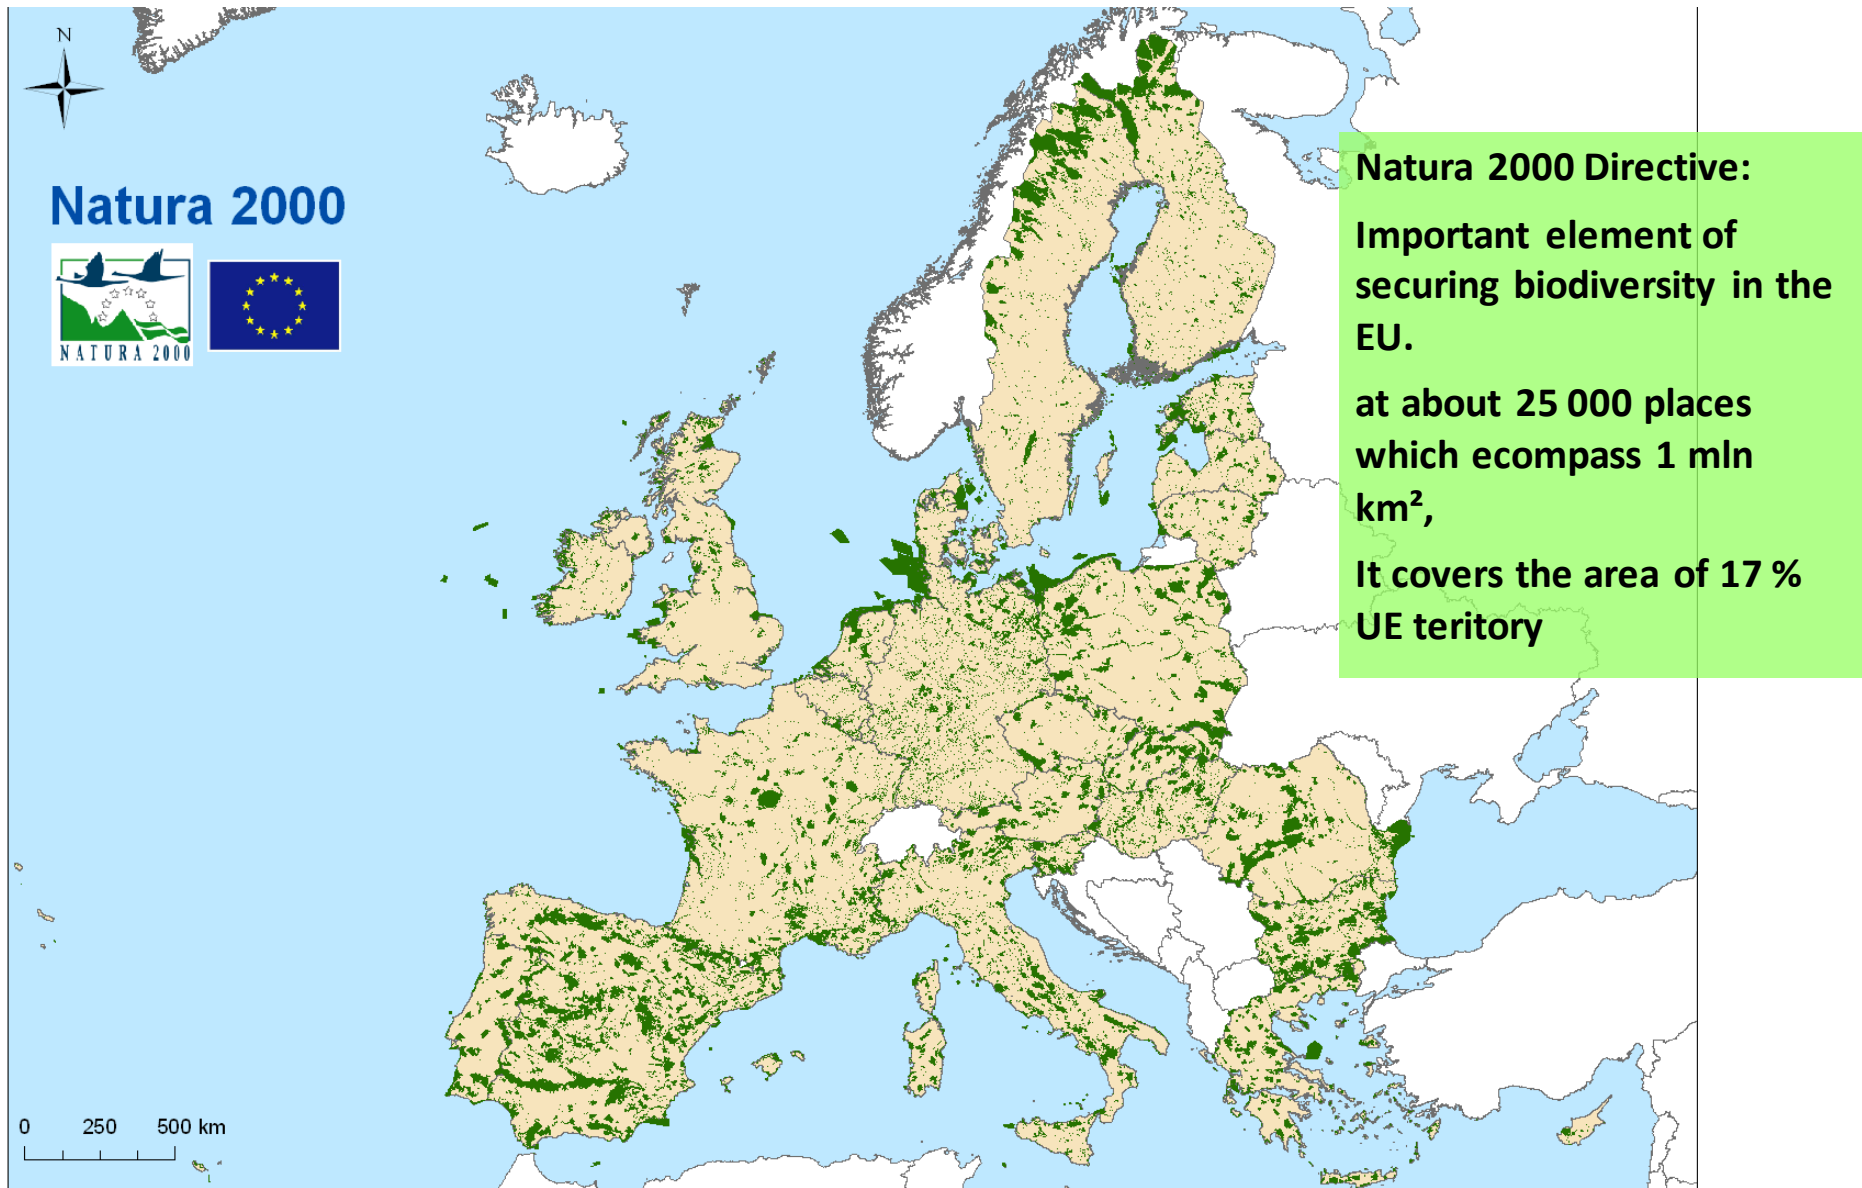 N
Natura 2000
NATURA 2000
Natura 2000 Directive:
Important element of
securing biodiversity in the
EU.
at about 25 000 places
which ecompass 1 mln
km²,
It covers the area of 17 %
UE teritory
0 250 500 km